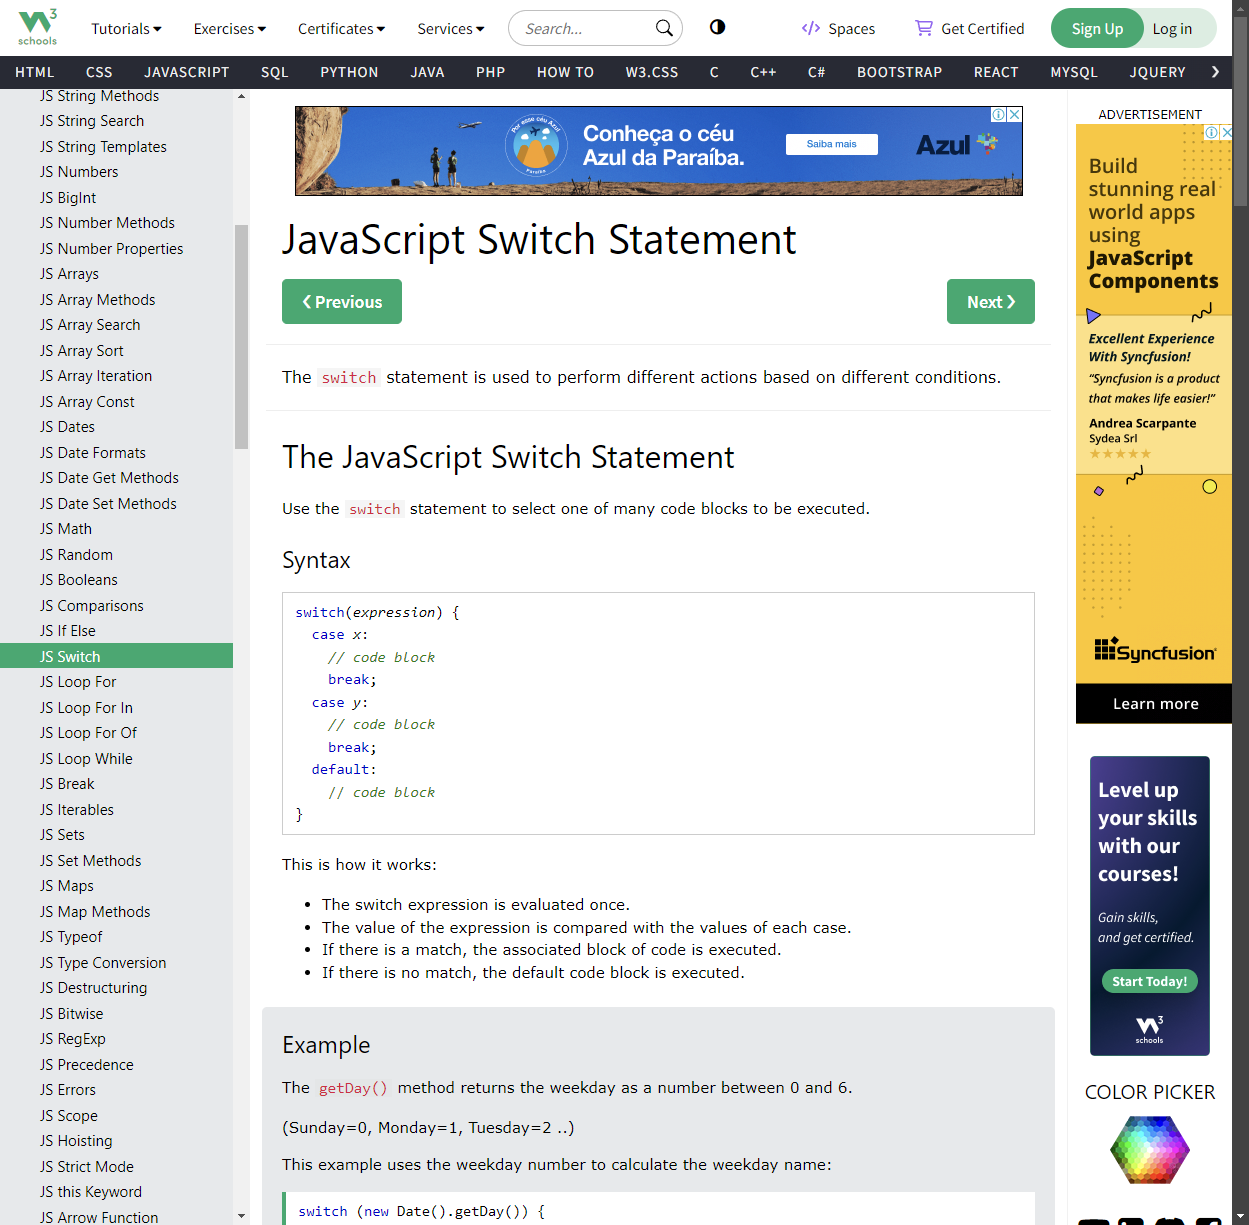 3
schools
Tutorials
Exercises
Certificates
Services
Search...
Spaces
Get Certified
Sign Up
Log in
HTML
CSS
JAVASCRIPT
SQL
PYTHON
JAVA
PHP
HOW TO
W3.CSS
C
C++
C#
BOOTSTRAP
REACT
MYSQL
JQUERY
JS String Methods
JS String Search
JS String Templates
JS Numbers
JS BigInt
JS Number Methods
JS Number Properties
JS Arrays
JS Array Methods
JS Array Search
JS Array Sort
JS Array Iteration
JS Array Const
JS Dates
JS Date Formats
JS Date Get Methods
JS Date Set Methods
JS Math
JS Random
JS Booleans
JS Comparisons
JS If Else
JS Switch
JS Loop For
JS Loop For In
JS Loop For Of
JS Loop While
JS Break
JS Iterables
JS Sets
JS Set Methods
JS Maps
JS Map Methods
JS Typeof
JS Type Conversion
JS Destructuring
JS Bitwise
JS RegExp
JS Precedence
JS Errors
JS Scope
JS Hoisting
JS Strict Mode
JS this Keyword
JS Arrow Function
Por esse céu Azul
Paraíba
Conheça o céu
Azul da Paraíba.
Saiba mais
Azul
JavaScript Switch Statement
❮ Previous
Next ❯
The switch statement is used to perform different actions based on different conditions.
The JavaScript Switch Statement
Use the switch statement to select one of many code blocks to be executed.
Syntax
switch(expression) {
case x:
// code block
break;
case y:
// code block
break;
default:
// code block
}
This is how it works:
• The switch expression is evaluated once.
• The value of the expression is compared with the values of each case.
• If there is a match, the associated block of code is executed.
• If there is no match, the default code block is executed.
Example
The getDay() method returns the weekday as a number between 0 and 6.
(Sunday=0, Monday=1, Tuesday=2 ..)
This example uses the weekday number to calculate the weekday name:
switch (new Date().getDay()) {
ADVERTISEMENT
Build
stunning real
world apps
using
JavaScript
Components
Excellent Experience
With Syncfusion!
“Syncfusion is a product
that makes life easier!”
Andrea Scarpante
Sydea Srl
★★★★★
Syncfusion
Learn more
Level up
your skills
with our
courses!
Gain skills,
and get certified.
Start Today!
3
schools
COLOR PICKER